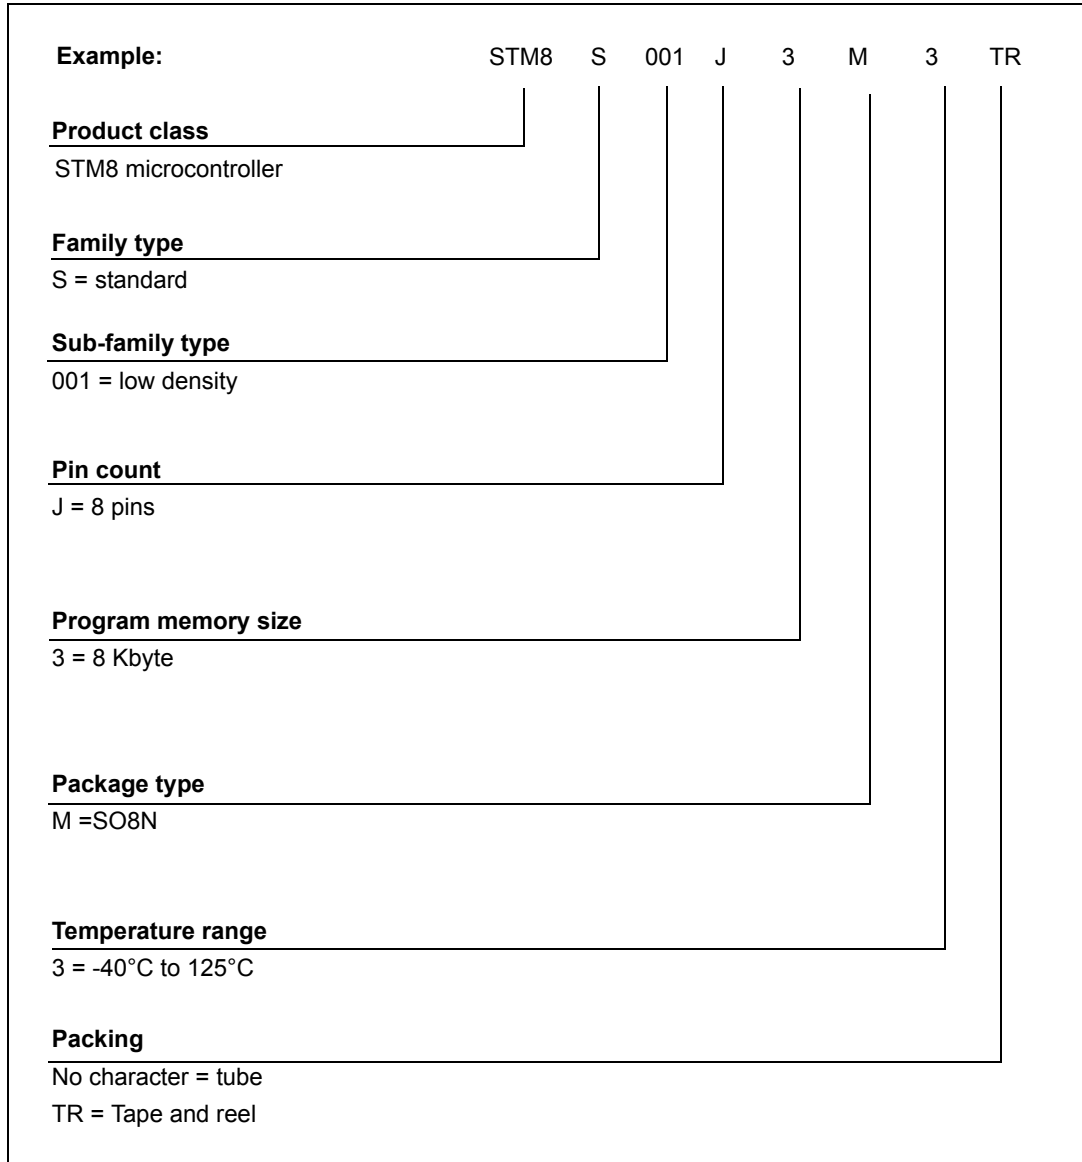 Example: STM8 S 001 J 3 M 3 TR
Product class
STM8 microcontroller
Family type
S = standard
Sub-family type
001 = low density
Pin count
J = 8 pins
Program memory size
3 = 8 Kbyte
Package type
M =SO8N
Temperature range
3 = -40°C to 125°C
Packing
No character = tube
TR = Tape and reel